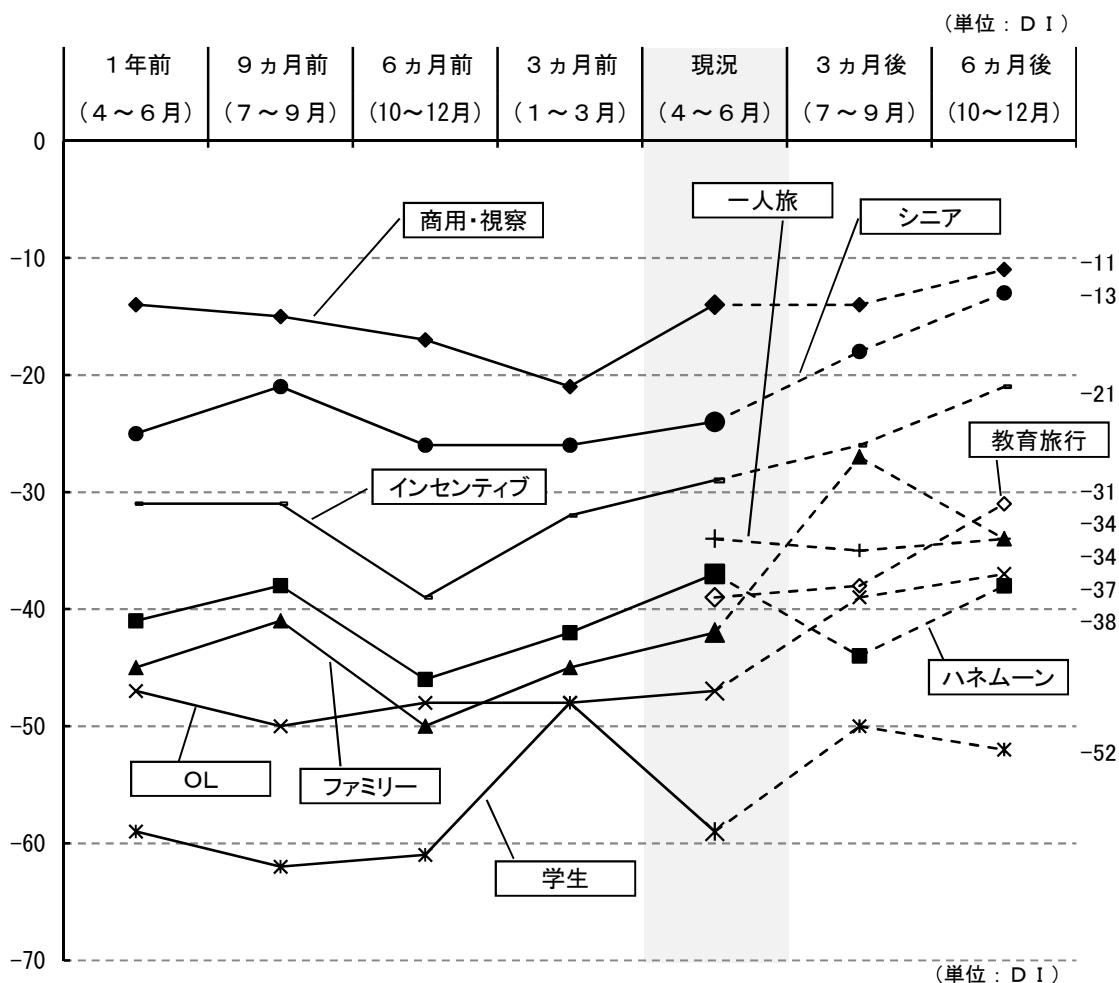 （単位：ＤＩ）
１年前
（４～６月）
９ヵ月前
（７～９月）
６ヵ月前
（10～12月）
３ヵ月前
（１～３月）
現況
（４～６月）
３ヵ月後
（７～９月）
６ヵ月後
（10～12月）
0
-10
-20
-30
-40
-50
-60
-70
商用・視察
一人旅
シニア
インセンティブ
教育旅行
ハネムーン
ＯＬ
ファミリー
学生
-11
-13
-21
-31
-34
-34
-37
-38
-52
（単位：ＤＩ）